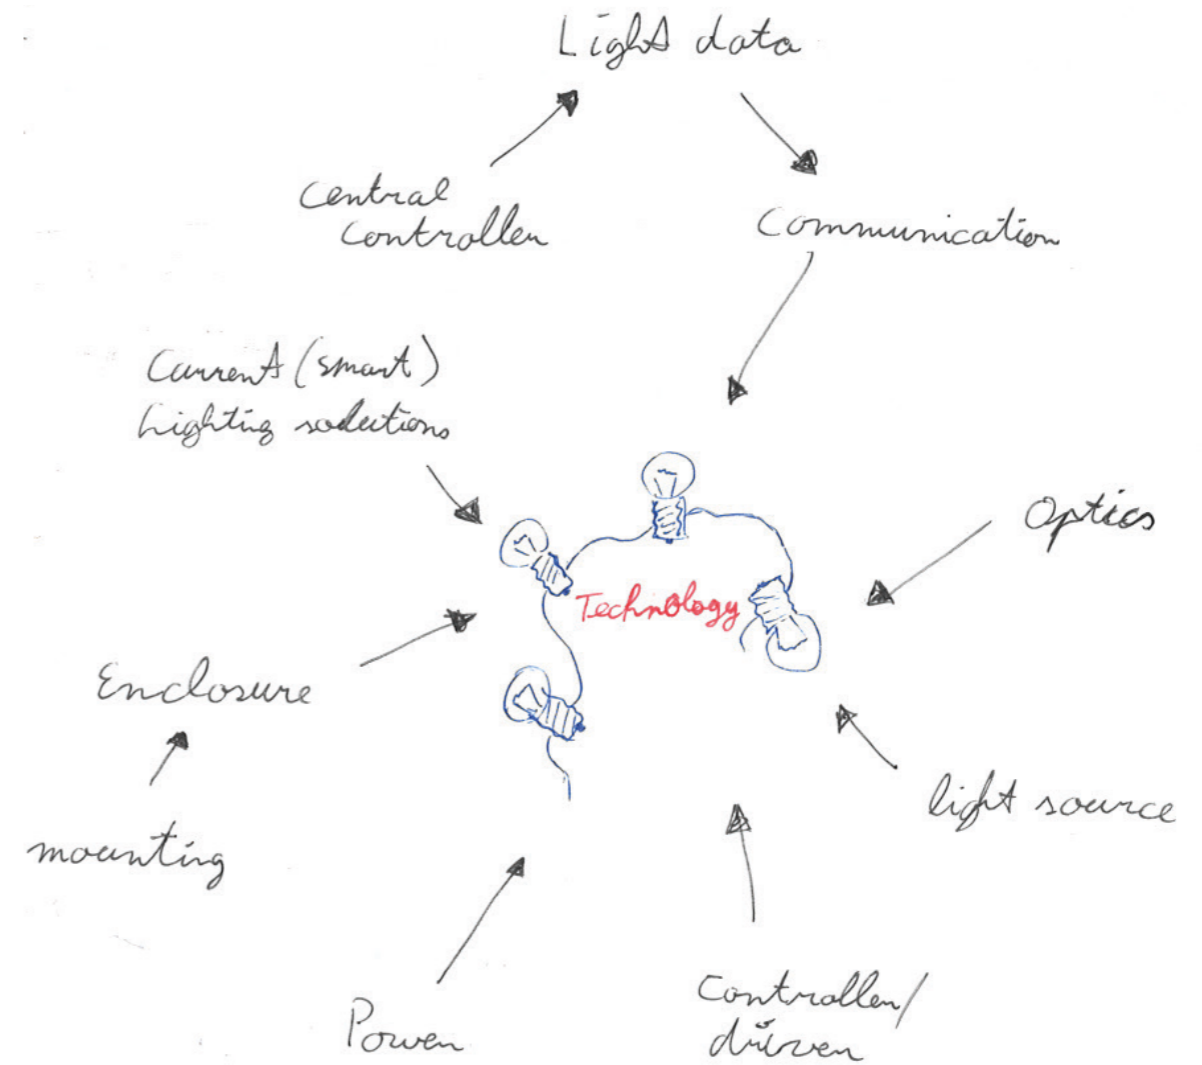 Light data
Central
Controller
Communication
Current (smart)
Lighting solutions
Optics
Technology
Enclosure
light source
mounting
Power
Controller/
driver